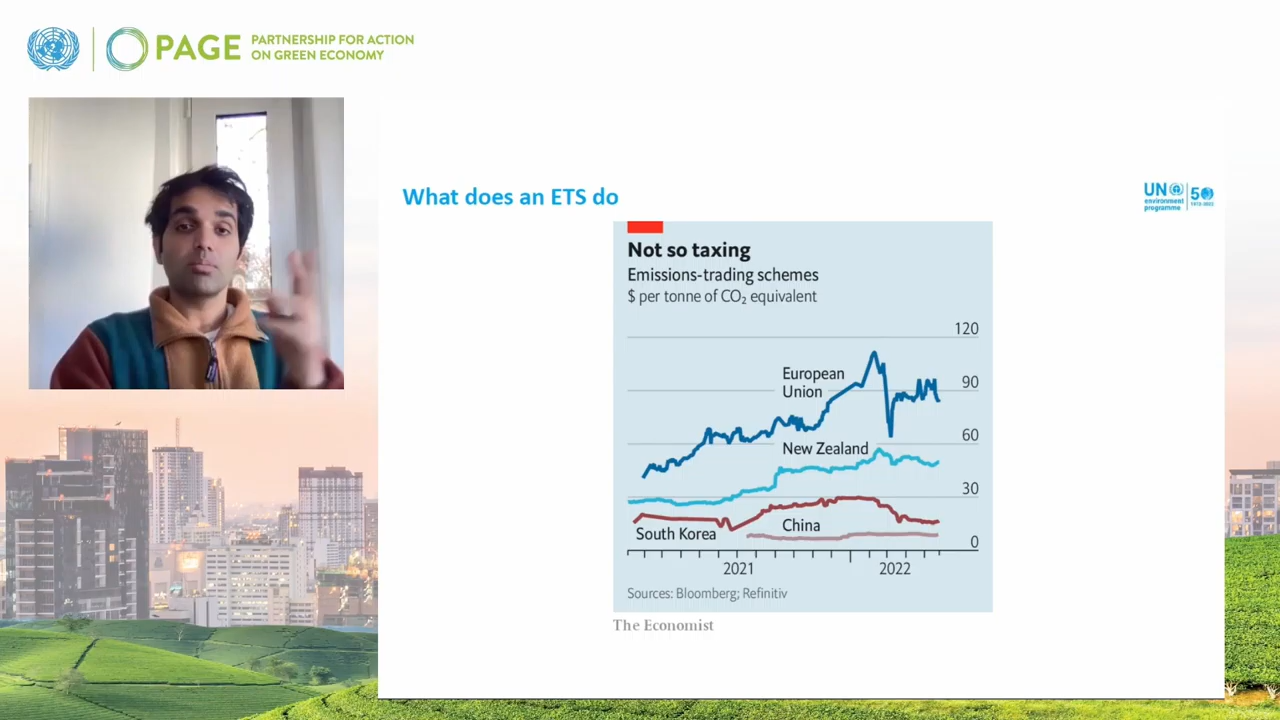 PAGE
PARTNERSHIP FOR ACTION
ON GREEN ECONOMY
What does an ETS do
UN
environment
programme
50
Not so taxing
Emissions-trading schemes
$ per tonne of CO₂ equivalent
120
European
Union
90
60
New Zealand
30
China
South Korea
0
2021
2022
Sources: Bloomberg; Refinitiv
The Economist